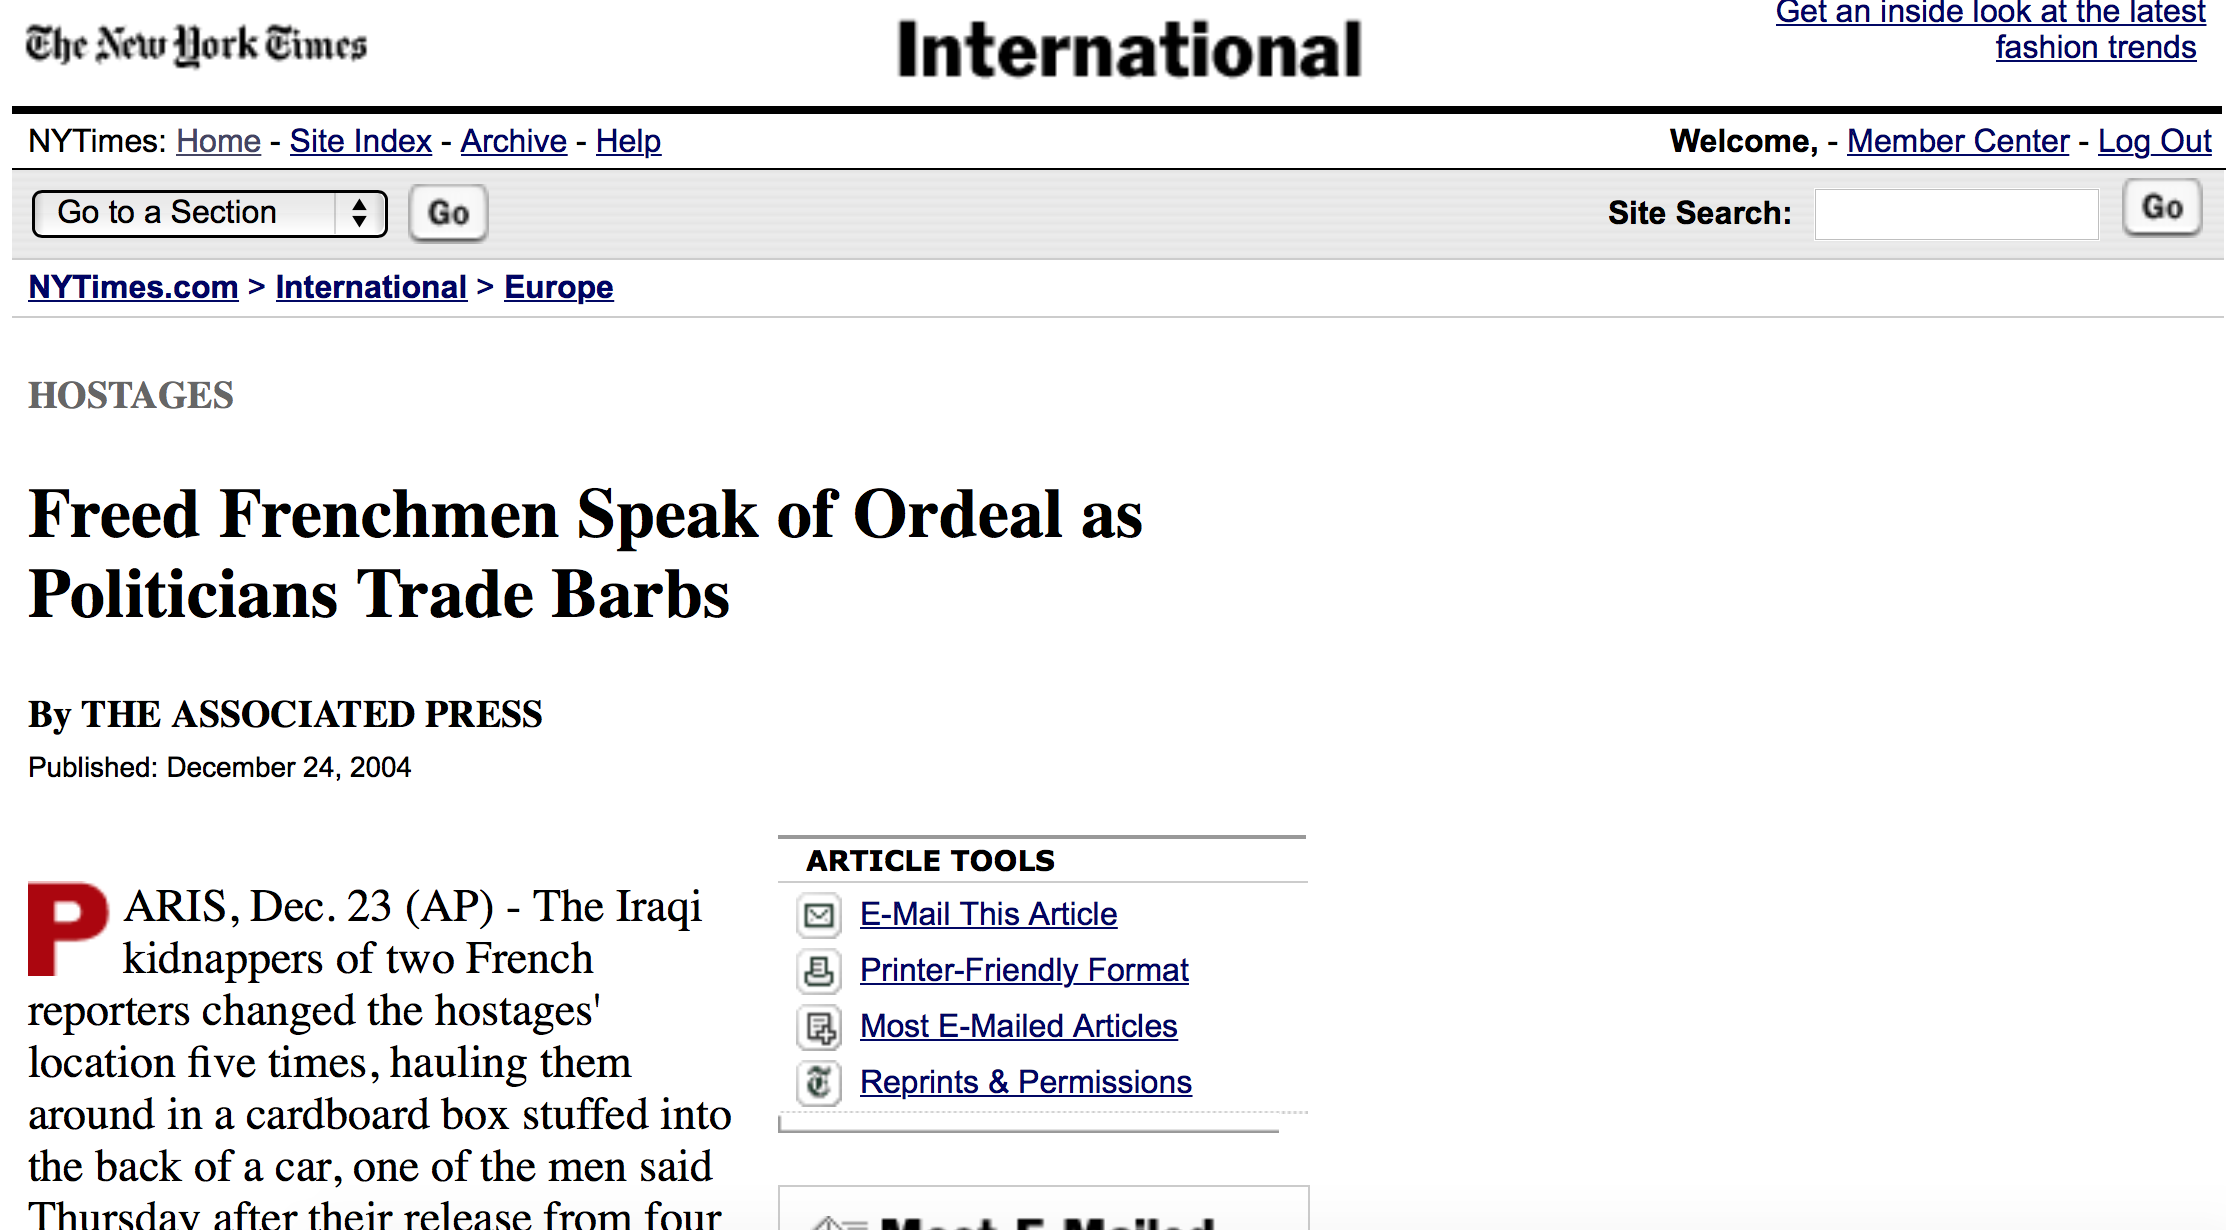 The New York Times
International
Get an inside look at the latest
fashion trends
NYTimes: Home - Site Index - Archive - Help
Welcome, - Member Center - Log Out
Go to a Section
Go
Site Search:
Go
NYTimes.com > International > Europe
HOSTAGES
Freed Frenchmen Speak of Ordeal as
Politicians Trade Barbs
By THE ASSOCIATED PRESS
Published: December 24, 2004
PARIS, Dec. 23 (AP) - The Iraqi
kidnappers of two French
reporters changed the hostages'
location five times, hauling them
around in a cardboard box stuffed into
the back of a car, one of the men said
Thursday after their release from four
ARTICLE TOOLS
E-Mail This Article
Printer-Friendly Format
Most E-Mailed Articles
Reprints & Permissions
Most E-Mailed